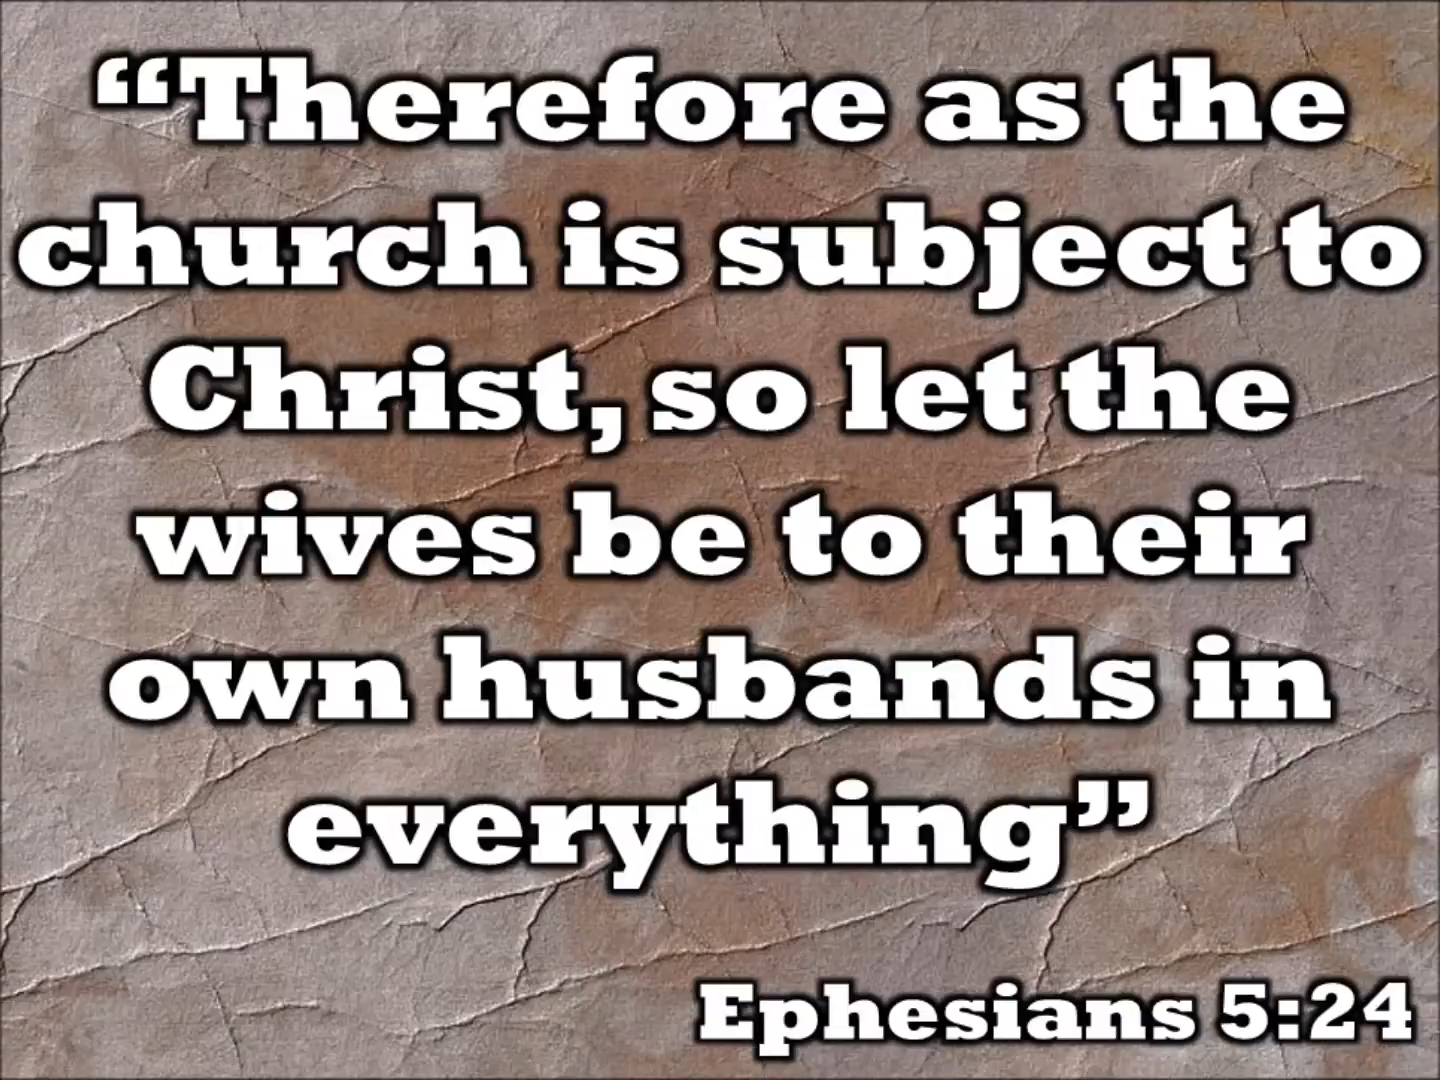 “Therefore as the
church is subject to
Christ, so let the
wives be to their
own husbands in
everything”
Ephesians 5:24